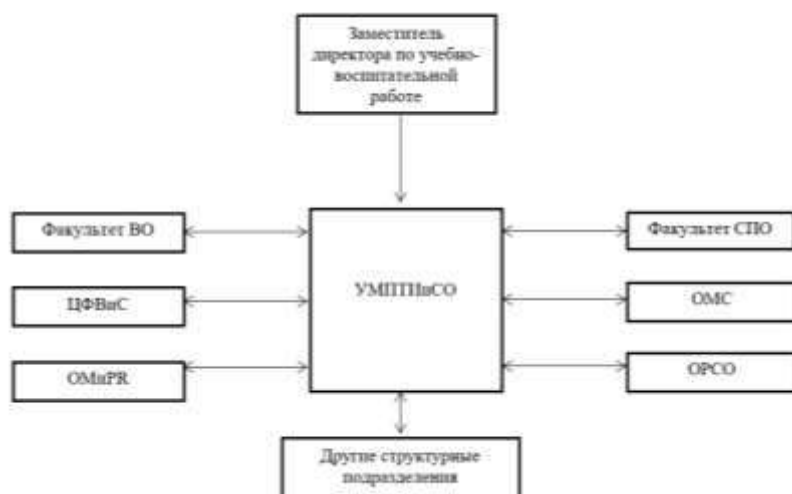 Заместитель
директора по учебно-
воспитательной
работе
Факультет ВО
УМПТИиСО
Факультет СПО
ЦФВиС
ОМС
ОМиPR
ОРСО
Другие структурные
подразделения